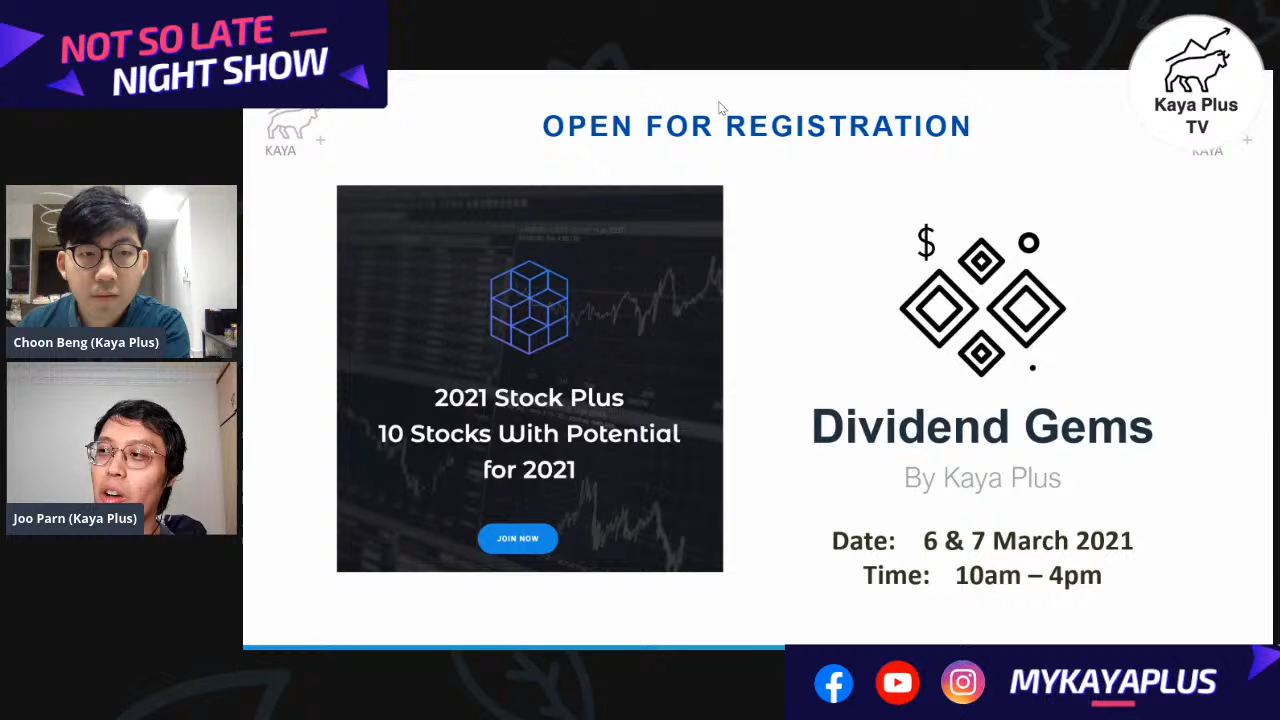 NOT SO LATE
NIGHT SHOW
Kaya Plus
TV
KAYA
KAYA
OPEN FOR REGISTRATION
Choon Beng (Kaya Plus)
Joo Parn (Kaya Plus)
2021 Stock Plus
10 Stocks With Potential
for 2021
JOIN NOW
$
Dividend Gems
By Kaya Plus
Date: 6 & 7 March 2021
Time: 10am – 4pm
MYKAYAPLUS